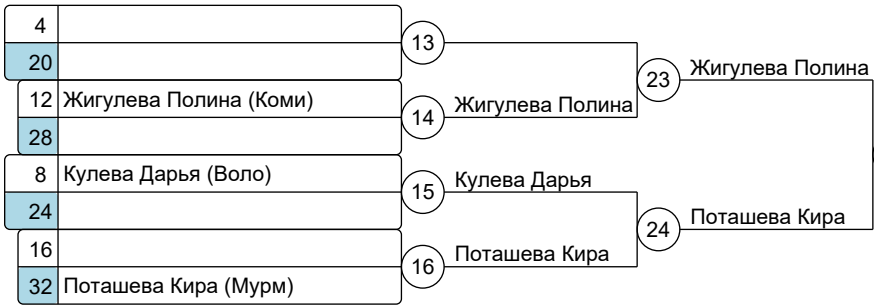 4
13
20
23 Жигулева Полина
12 Жигулева Полина (Коми)
14 Жигулева Полина
28
8 Кулева Дарья (Воло)
15 Кулева Дарья
24
24 Поташева Кира
16
16 Поташева Кира
32 Поташева Кира (Мурм)